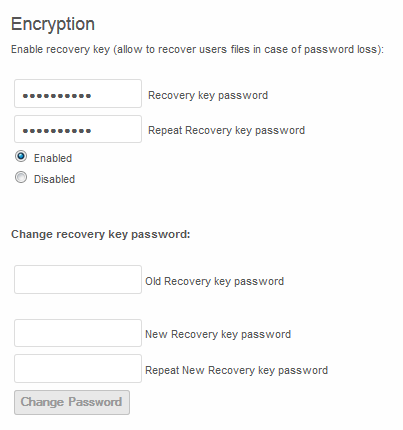 Encryption
Enable recovery key (allow to recover users files in case of password loss):
•••••••••• Recovery key password
•••••••••• Repeat Recovery key password
Enabled
Disabled
Change recovery key password:
Old Recovery key password
New Recovery key password
Repeat New Recovery key password
Change Password